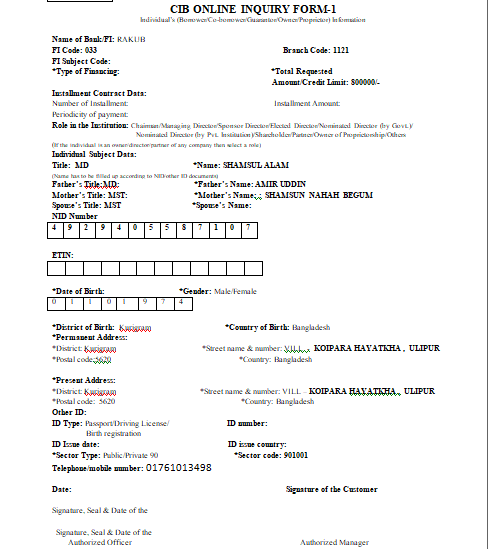 CIB ONLINE INQUIRY FORM-1
Individual's (Borrower/Co-borrower/Guarantor/Owner/Proprietor) Information
Name of Bank/FI: RAKUB
FI Code: 033 Branch Code: 1121
FI Subject Code:
*Type of Financing: *Total Requested
Amount/Credit Limit: 800000/-
Installment Contract Data:
Number of Installment: Installment Amount:
Periodicity of payment:
Role in the Institution: Chairman/Managing Director/Sponsor Director/Elected Director/Nominated Director (by Govt.)/
Nominated Director (by Pvt. Institution)/Shareholder/Partner/Owner of Proprietorship/Others
(If the individual is an owner/director/partner of any company then select a role)
Individual Subject Data:
Title: MD *Name: SHAMSUL ALAM
(Name has to be filled up according to NID/other ID documents)
Father's Title:MD: *Father's Name: AMIR UDDIN
Mother's Title: MST: *Mother's Name:, SHAMSUN NAHAH BEGUM
Spouse's Title: MST *Spouse's Name:
NID Number
4 9 2 9 4 0 5 5 8 7 1 0 7
ETIN:
*Date of Birth: *Gender: Male/Female
0 1 1 0 1 9 7 4
*District of Birth: Kurigram *Country of Birth: Bangladesh
*Permanent Address:
*District: Kurigram *Street name & number: VILL KOIPARA HAYATKHA , ULIPUR
*Postal code:5620 *Country: Bangladesh
*Present Address:
*District: Kurigram *Street name & number: VILL – KOIPARA HAYATKHA, ULIPUR
*Postal code: 5620 *Country: Bangladesh
Other ID:
ID Type: Passport/Driving License/ ID number:
Birth registration
ID Issue date: ID issue country:
*Sector Type: Public/Private 90 *Sector code: 901001
Telephone/mobile number: 01761013498
Date: Signature of the Customer
Signature, Seal & Date of the
Signature, Seal & Date of the
Authorized Officer Authorized Manager